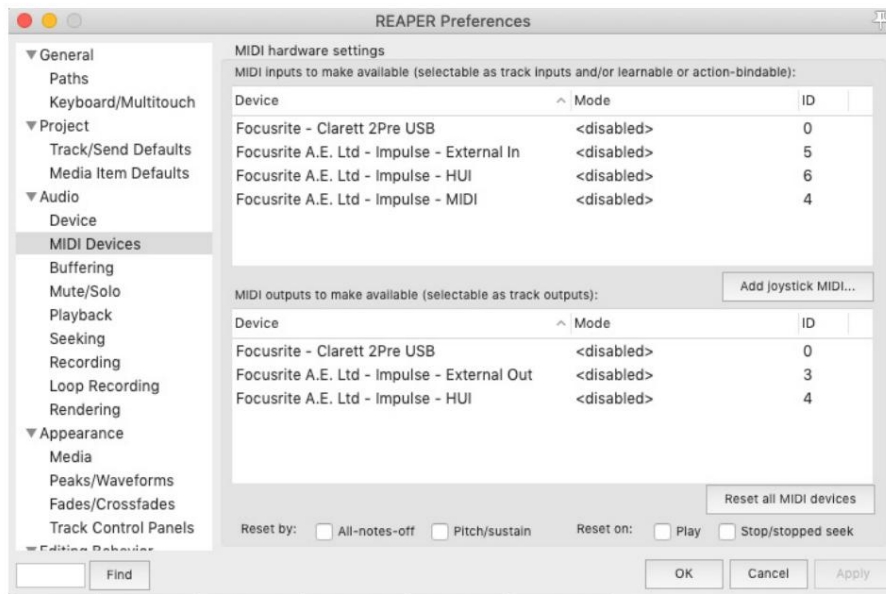 REAPER Preferences
General
Paths
Keyboard/Multitouch
Project
Track/Send Defaults
Media Item Defaults
Audio
Device
MIDI Devices
Buffering
Mute/Solo
Playback
Seeking
Recording
Loop Recording
Rendering
Appearance
Media
Peaks/Waveforms
Fades/Crossfades
Track Control Panels
Editing Behavior
Find
MIDI hardware settings
MIDI inputs to make available (selectable as track inputs and/or learnable or action-bindable):
Device Mode ID
Focusrite - Clarett 2Pre USB <disabled> 0
Focusrite A.E. Ltd - Impulse - External In <disabled> 5
Focusrite A.E. Ltd - Impulse - HUI <disabled> 6
Focusrite A.E. Ltd - Impulse - MIDI <disabled> 4
Add joystick MIDI...
MIDI outputs to make available (selectable as track outputs):
Device Mode ID
Focusrite - Clarett 2Pre USB <disabled> 0
Focusrite A.E. Ltd - Impulse - External Out <disabled> 3
Focusrite A.E. Ltd - Impulse - HUI <disabled> 4
Reset all MIDI devices
Reset by: All-notes-off Pitch/sustain Reset on: Play Stop/stopped seek
OK Cancel Apply